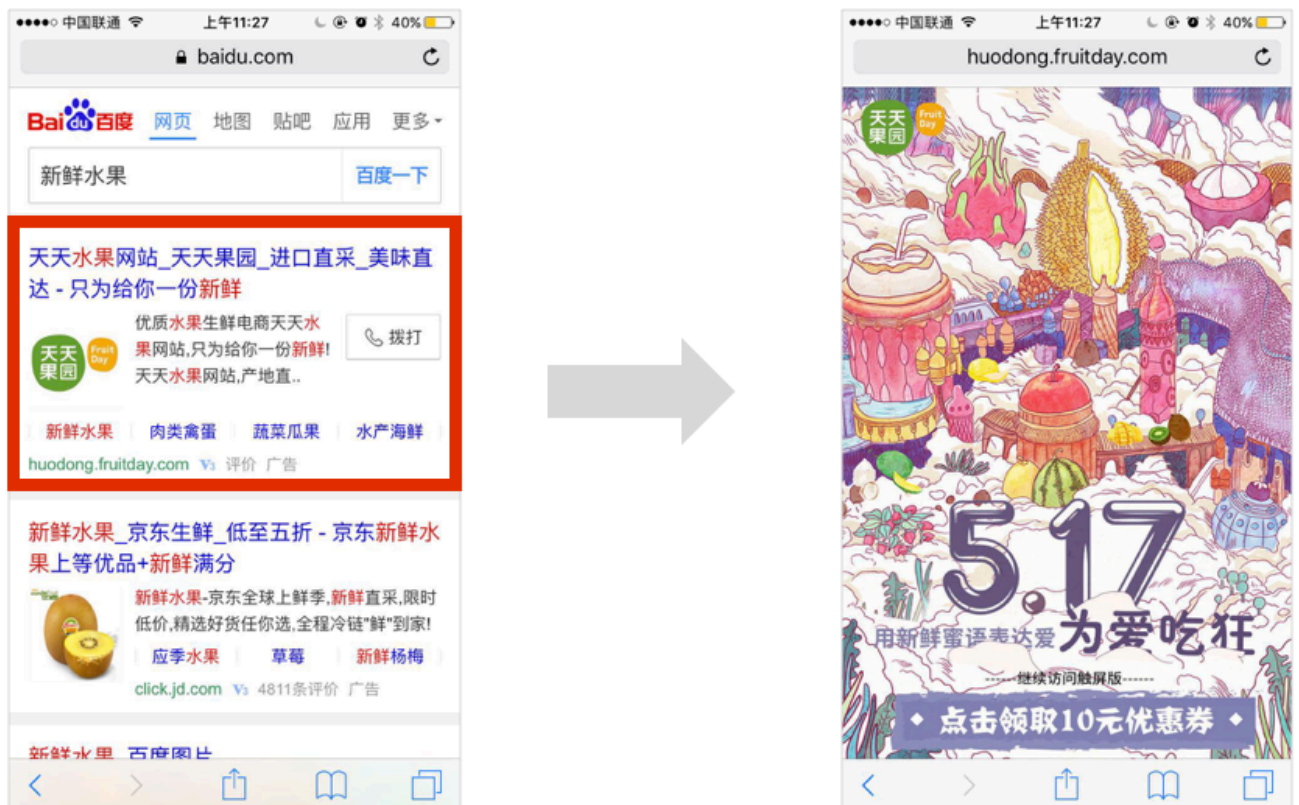 中国联通 上午11:27 40%
baidu.com
Bai du 百度 网页 地图 贴吧 应用 更多
新鲜水果 百度一下
天天水果网站_天天果园_进口直采_美味直
达 - 只为给你一份新鲜
天天果园 Fruit Day
优质水果生鲜电商天天水
果网站,只为给你一份新鲜!
天天水果网站,产地直..
拨打
新鲜水果 肉类禽蛋 蔬菜瓜果 水产海鲜
huodong.fruitday.com V3 评价 广告
新鲜水果_京东生鲜_低至五折 - 京东新鲜水
果上等优品+新鲜满分
新鲜水果-京东全球上鲜季,新鲜直采,限时
低价,精选好货任你选,全程冷链"鲜"到家!
应季水果 草莓 新鲜杨梅
click.jd.com V3 4811条评价 广告
新鲜水果_百度图片
中国联通 上午11:27 40%
huodong.fruitday.com
天天果园 Fruit Day
5.17
用新鲜蜜语表达爱 为爱吃狂
------继续访问触屏版------
点击领取10元优惠券